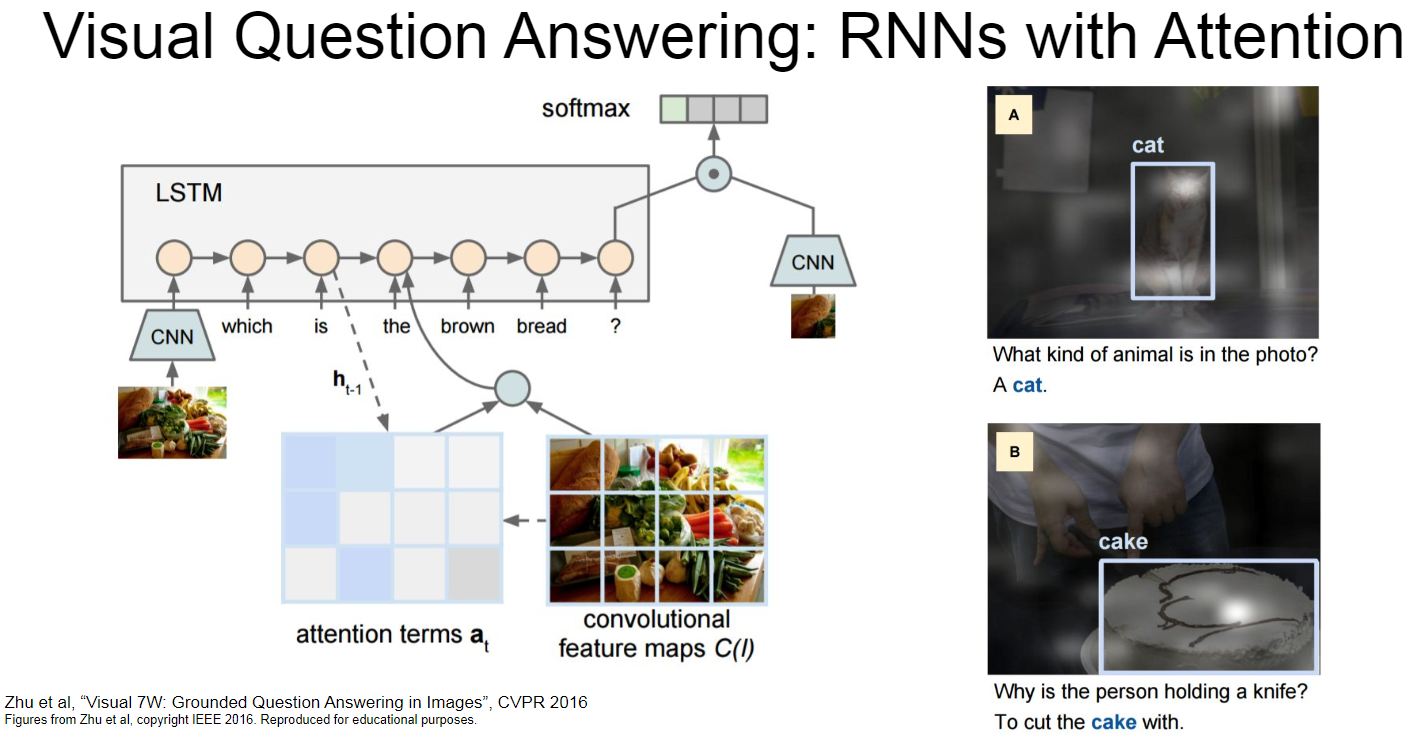 Visual Question Answering: RNNs with Attention
softmax
LSTM
CNN
which is the brown bread ?
CNN
h_t-1
attention terms a_t
convolutional
feature maps C(I)
A
cat
What kind of animal is in the photo?
A cat.
B
cake
Why is the person holding a knife?
To cut the cake with.
Zhu et al, “Visual 7W: Grounded Question Answering in Images”, CVPR 2016
Figures from Zhu et al, copyright IEEE 2016. Reproduced for educational purposes.